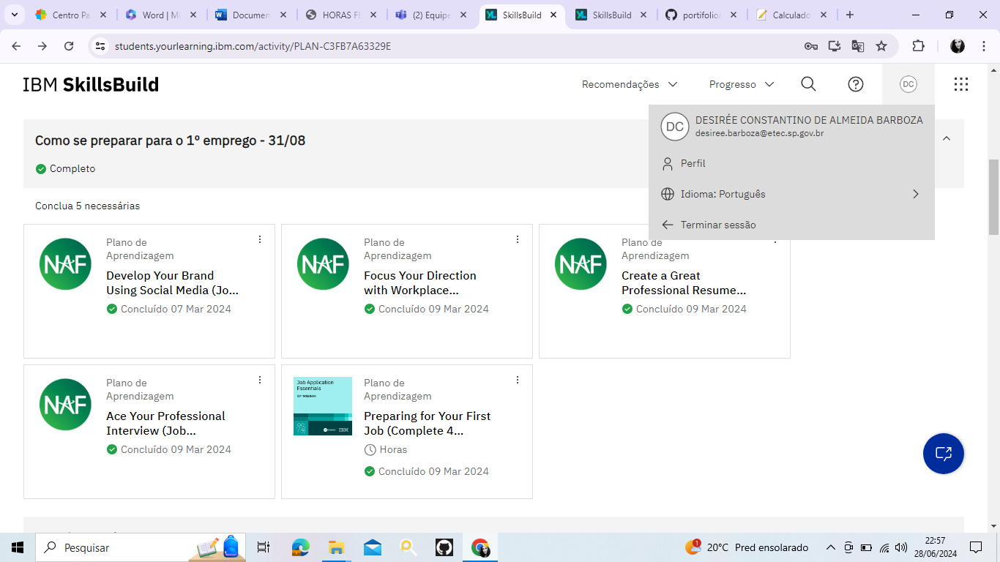 Centro Pa
Word | Mi
Documen
HORAS FL
(2) Equipe
SkillsBuild
SkillsBuild
portifolio
Calculado
students.yourlearning.ibm.com/activity/PLAN-C3FB7A63329E
IBM SkillsBuild
Recomendações
Progresso
DC
DC
DESIRÉE CONSTANTINO DE ALMEIDA BARBOZA
desiree.barboza@etec.sp.gov.br
Perfil
Idioma: Português
Terminar sessão
Como se preparar para o 1º emprego - 31/08
Completo
Conclua 5 necessárias
NAF
Plano de
Aprendizagem
Develop Your Brand
Using Social Media (Jo...
Concluído 07 Mar 2024
NAF
Plano de
Aprendizagem
Focus Your Direction
with Workplace...
Concluído 09 Mar 2024
NAF
Plano de
Aprendizagem
Create a Great
Professional Resume...
Concluído 09 Mar 2024
NAF
Plano de
Aprendizagem
Ace Your Professional
Interview (Job...
Concluído 09 Mar 2024
Job Application
Essentials
IBM
Plano de
Aprendizagem
Preparing for Your First
Job (Complete 4...
Horas
Concluído 09 Mar 2024
Pesquisar
1
20°C Pred ensolarado
22:57
28/06/2024